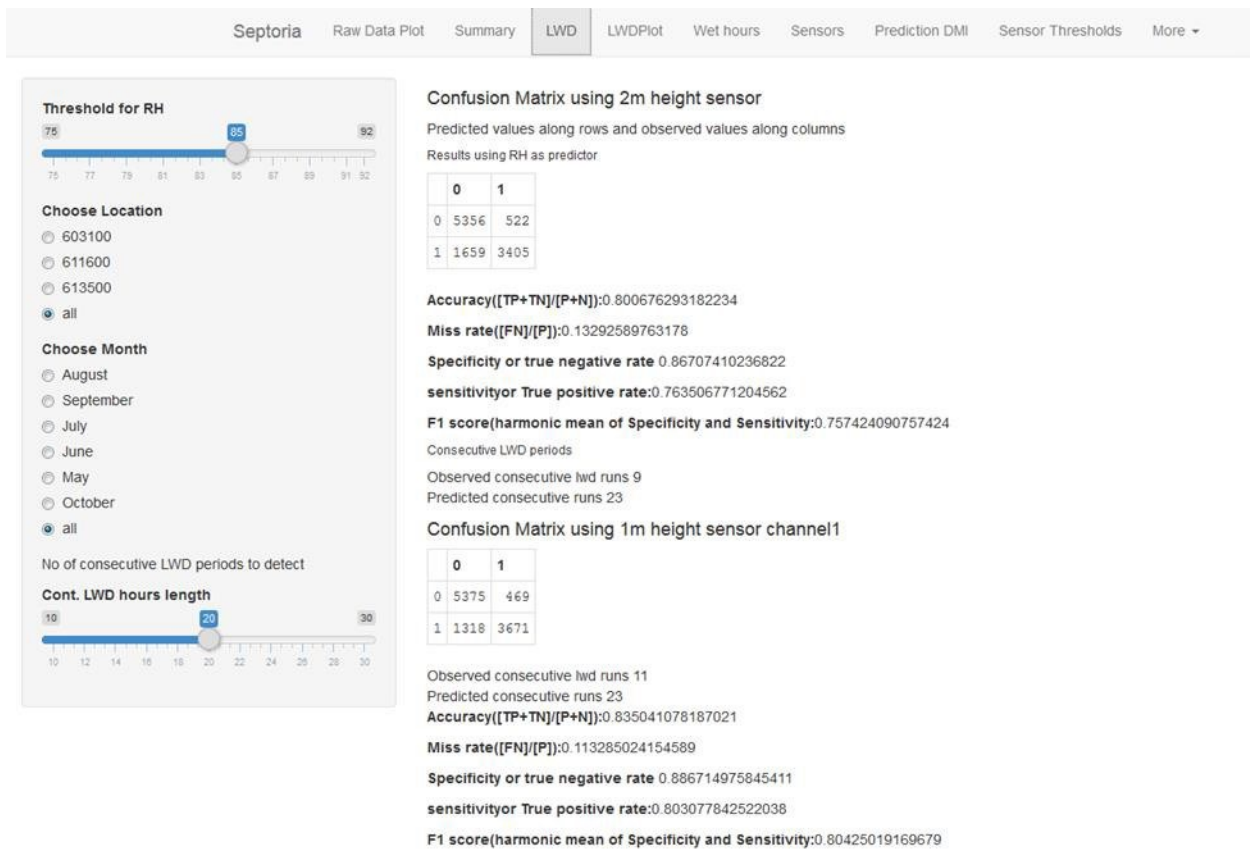 Septoria Raw Data Plot Summary LWD LWDPlot Wet hours Sensors Prediction DMI Sensor Thresholds More
Threshold for RH
75 85 92
75 77 79 81 83 85 87 89 91 92
Choose Location
603100
611600
613500
all
Choose Month
August
September
July
June
May
October
all
No of consecutive LWD periods to detect
Cont. LWD hours length
10 20 30
10 12 14 16 18 20 22 24 26 28 30
Confusion Matrix using 2m height sensor
Predicted values along rows and observed values along columns
Results using RH as predictor
0 1
0 5356 522
1 1659 3405
Accuracy([TP+TN]/[P+N]):0.800676293182234
Miss rate([FN]/[P]):0.13292589763178
Specificity or true negative rate 0.86707410236822
sensitivityor True positive rate:0.763506771204562
F1 score(harmonic mean of Specificity and Sensitivity:0.757424090757424
Consecutive LWD periods
Observed consecutive lwd runs 9
Predicted consecutive runs 23
Confusion Matrix using 1m height sensor channel1
0 1
0 5375 469
1 1318 3671
Observed consecutive lwd runs 11
Predicted consecutive runs 23
Accuracy([TP+TN]/[P+N]):0.835041078187021
Miss rate([FN]/[P]):0.113285024154589
Specificity or true negative rate 0.886714975845411
sensitivityor True positive rate:0.803077842522038
F1 score(harmonic mean of Specificity and Sensitivity:0.80425019169679